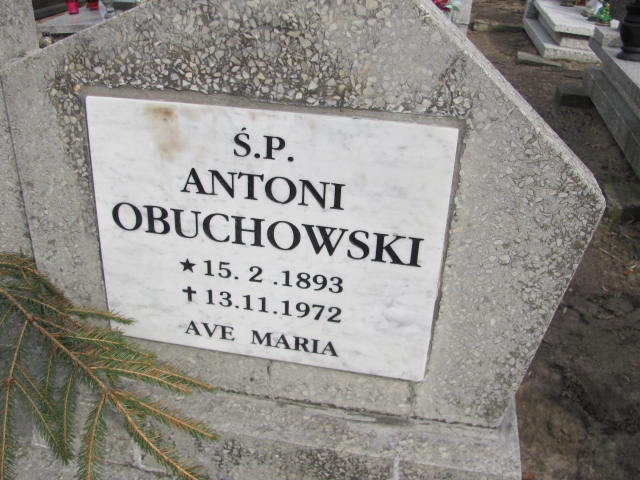 Ś.P.
ANTONI
OBUCHOWSKI
★ 15. 2 .1893
✝ 13.11.1972
AVE MARIA